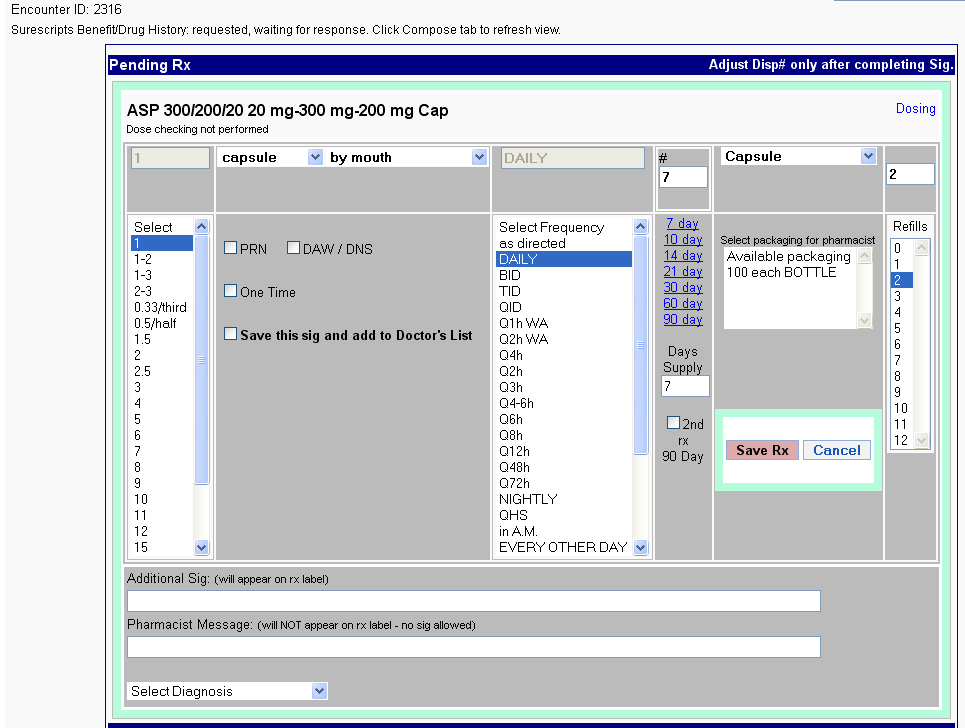 Encounter ID: 2316
Surescripts Benefit/Drug History: requested, waiting for response. Click Compose tab to refresh view.
Pending Rx
Adjust Disp# only after completing Sig.
ASP 300/200/20 20 mg-300 mg-200 mg Cap
Dosing
Dose checking not performed
1
capsule
by mouth
DAILY
#
7
Capsule
2
Select
1
1-2
1-3
2-3
0.33/third
0.5/half
1.5
2
2.5
3
4
5
6
7
8
9
10
11
12
15
PRN
DAW / DNS
One Time
Save this sig and add to Doctor's List
Select Frequency
as directed
DAILY
BID
TID
QID
Q1h WA
Q2h WA
Q4h
Q2h
Q3h
Q4-6h
Q6h
Q8h
Q12h
Q48h
Q72h
NIGHTLY
QHS
in A.M.
EVERY OTHER DAY
7 day
10 day
14 day
21 day
30 day
60 day
90 day
Days
Supply
7
2nd
rx
90 Day
Select packaging for pharmacist
Available packaging
100 each BOTTLE
Save Rx
Cancel
Refills
0
1
2
3
4
5
6
7
8
9
10
11
12
Additional Sig: (will appear on rx label)
Pharmacist Message: (will NOT appear on rx label - no sig allowed)
Select Diagnosis